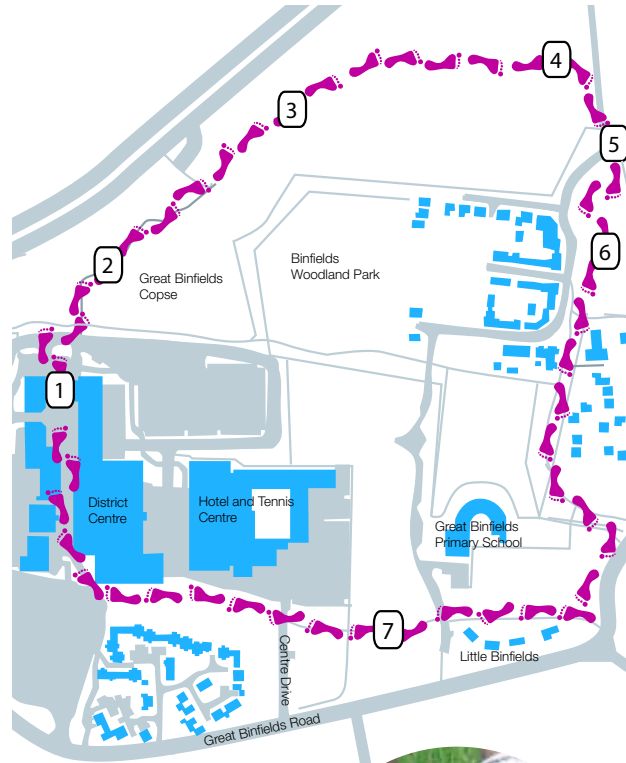 4
3
5
6
2
Great Binfields
Copse
Binfields
Woodland Park
1
District
Centre
Hotel and Tennis
Centre
Great Binfields
Primary School
7
Little Binfields
Centre Drive
Great Binfields Road